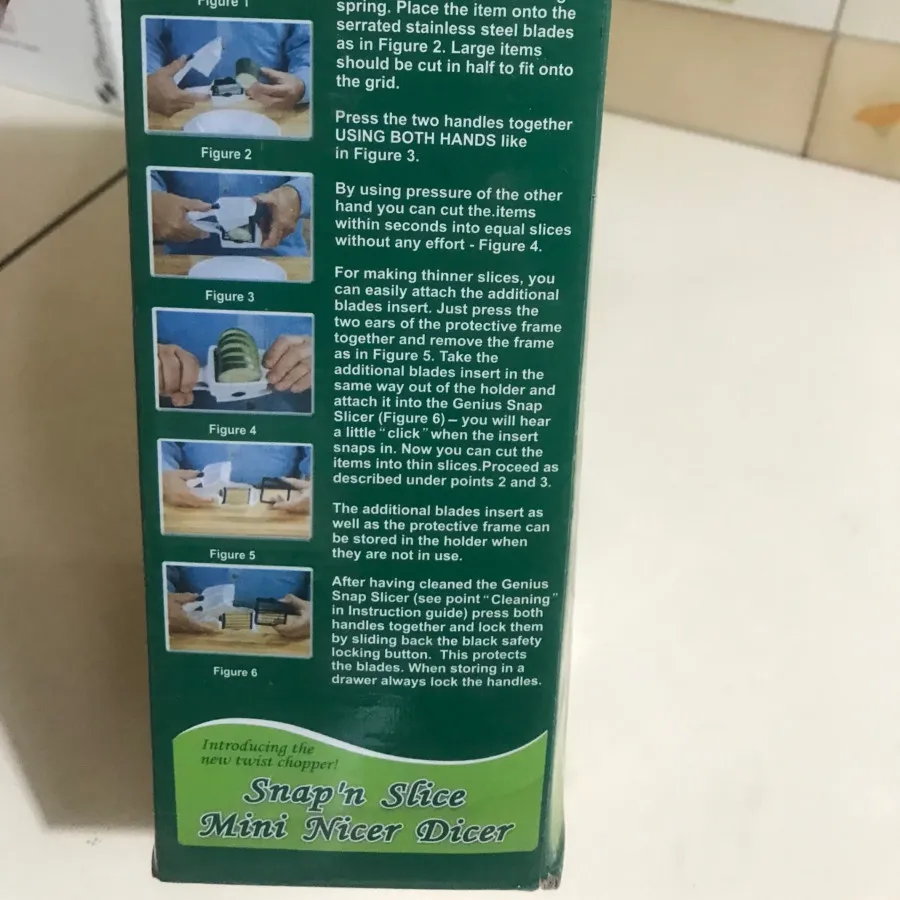 Figure 1
Figure 2
Figure 3
Figure 4
Figure 5
Figure 6
spring. Place the item onto the
serrated stainless steel blades
as in Figure 2. Large items
should be cut in half to fit onto
the grid.
Press the two handles together
USING BOTH HANDS like
in Figure 3.
By using pressure of the other
hand you can cut the.items
within seconds into equal slices
without any effort - Figure 4.
For making thinner slices, you
can easily attach the additional
blades insert. Just press the
two ears of the protective frame
together and remove the frame
as in Figure 5. Take the
additional blades insert in the
same way out of the holder and
attach it into the Genius Snap
Slicer (Figure 6) – you will hear
a little “click” when the insert
snaps in. Now you can cut the
items into thin slices.Proceed as
described under points 2 and 3.
The additional blades insert as
well as the protective frame can
be stored in the holder when
they are not in use.
After having cleaned the Genius
Snap Slicer (see point “Cleaning”
in Instruction guide) press both
handles together and lock them
by sliding back the black safety
locking button. This protects
the blades. When storing in a
drawer always lock the handles.
Introducing the
new twist chopper!
Snap'n Slice
Mini Nicer Dicer